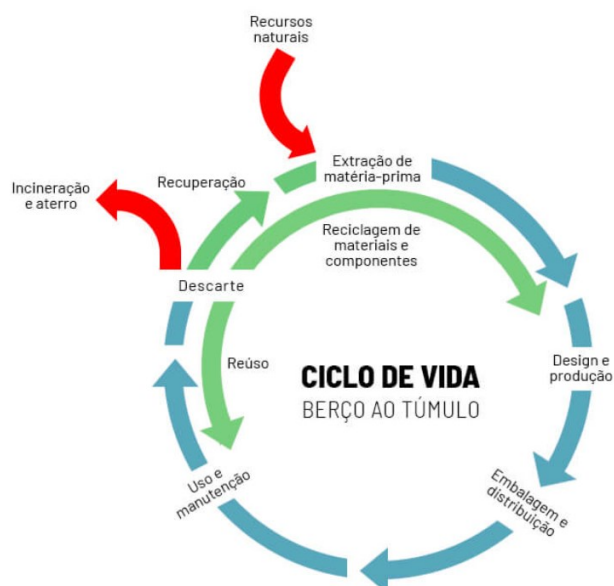 Recursos
naturais
Extração de
matéria-prima
Recuperação
Incineração
e aterro
Reciclagem de
materiais e
componentes
Descarte
Reúso
CICLO DE VIDA
BERÇO AO TÚMULO
Design e
produção
Uso e
manutenção
Embalagem e
distribuição